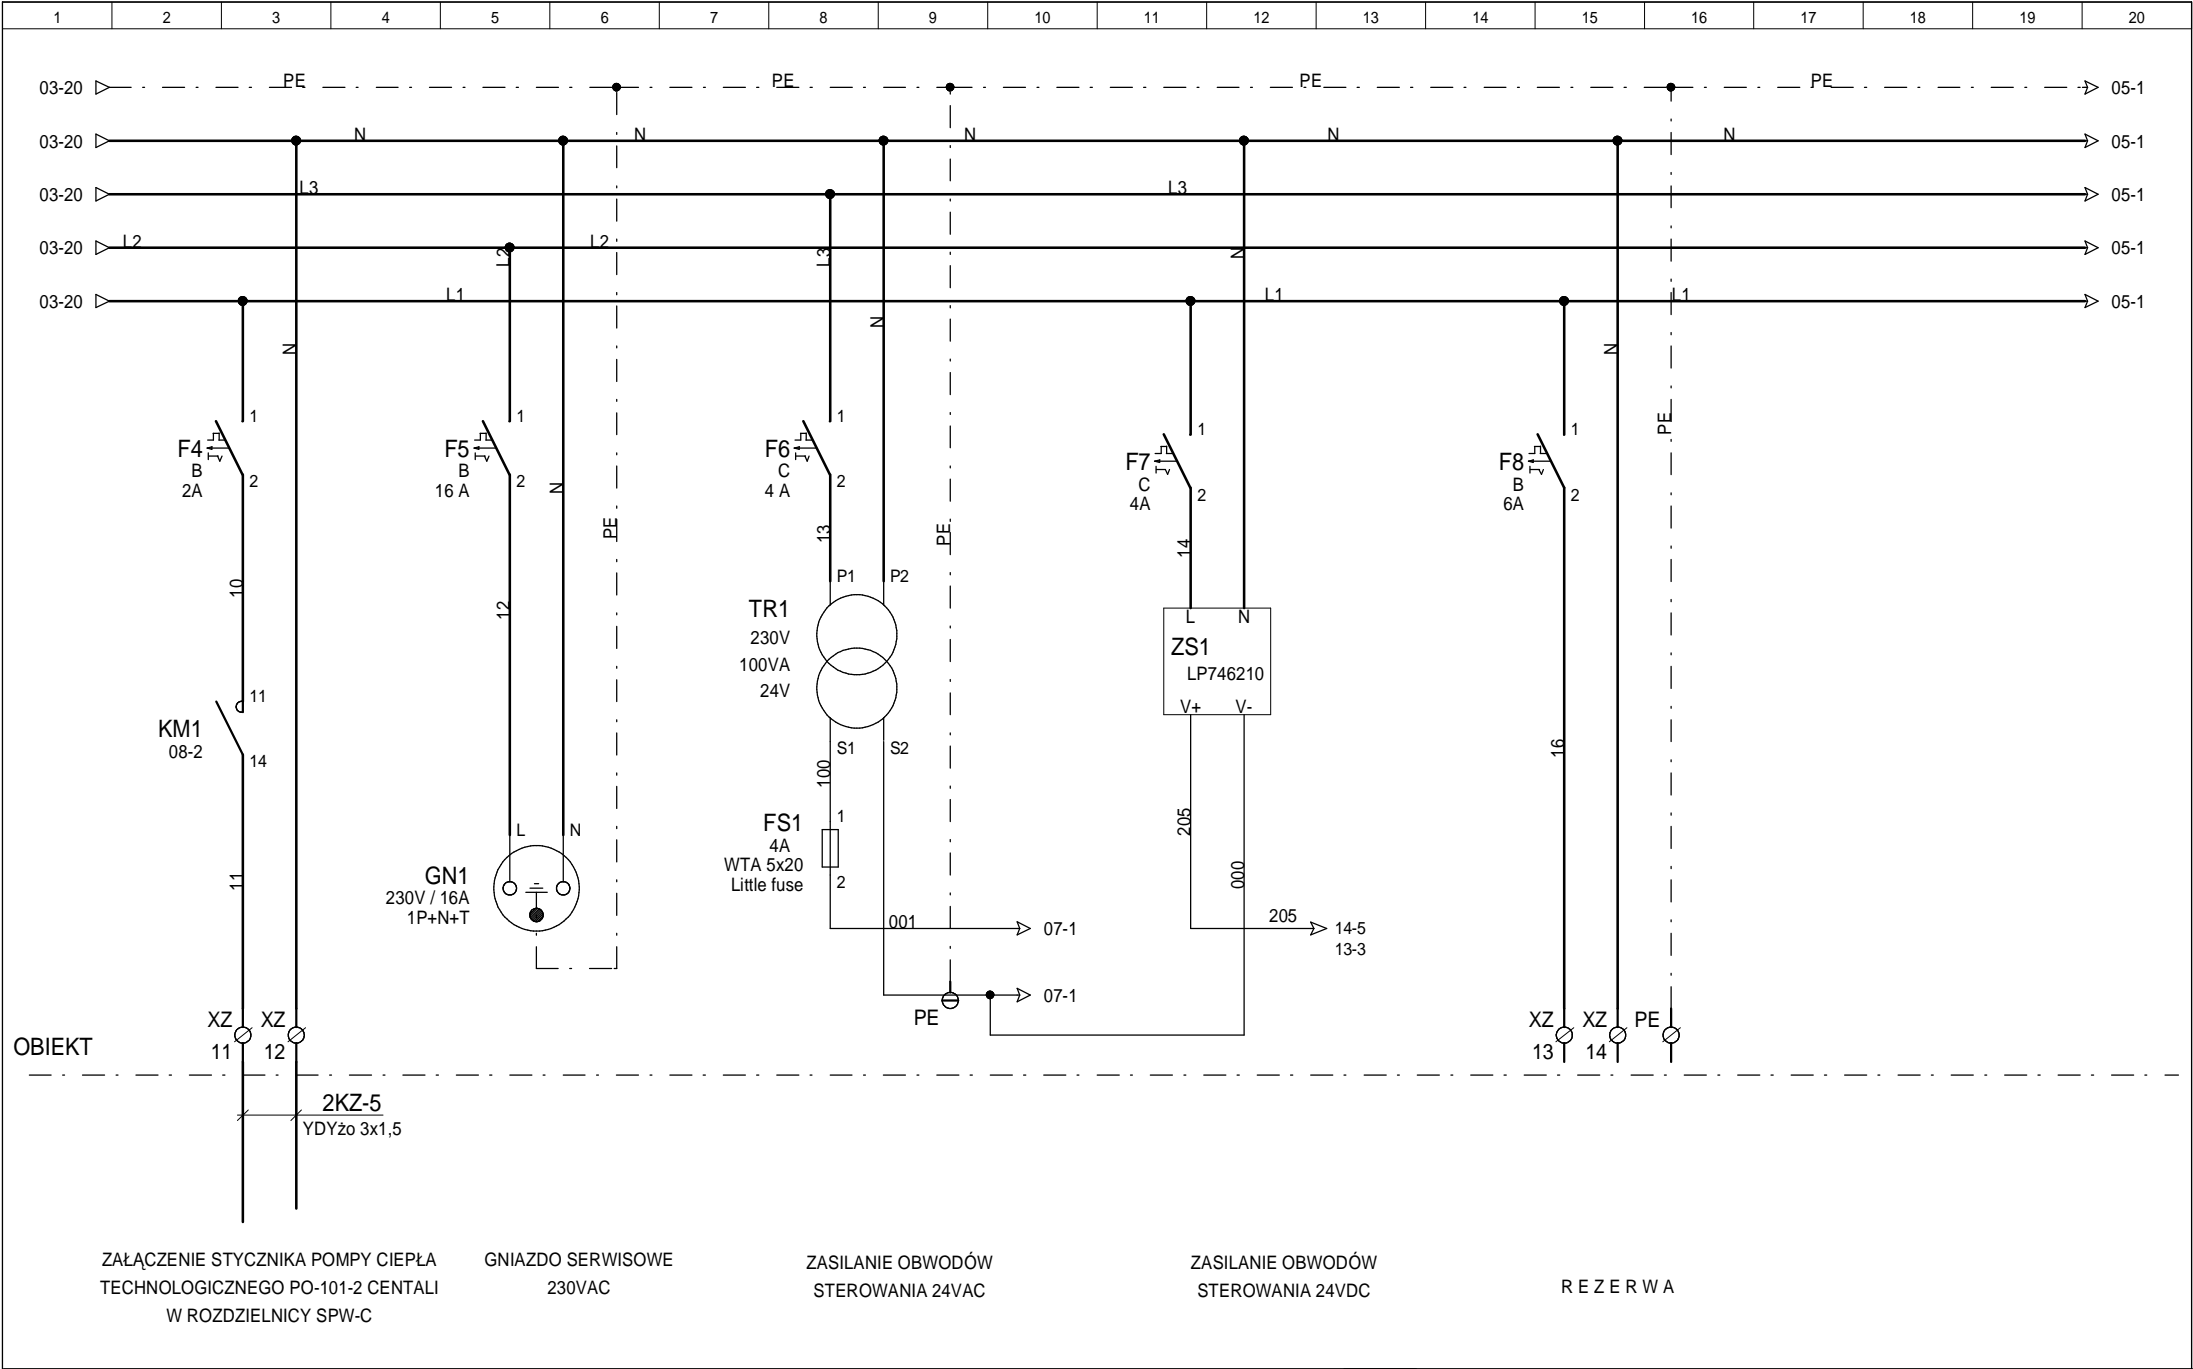 1 2 3 4 5 6 7 8 9 10 11 12 13 14 15 16 17 18 19 20
03-20 PE PE PE PE 05-1
03-20 N N N N N 05-1
03-20 L3 L3 05-1
03-20 L2 L2 05-1
03-20 L1 L1 L1 05-1
L2
L3
N
N
N
N
PE
F4
B
2A
1
2
F5
B
16 A
1
2
F6
C
4 A
1
2
F7
C
4A
1
2
F8
B
6A
1
2
N
PE
13
PE
14
10
12
P1 P2
TR1
230V
100VA
24V
S1 S2
L N
ZS1
LP746210
V+ V-
11
KM1
08-2
14
16
100
205
FS1
4A
WTA 5x20
Little fuse
1
2
L N
GN1
230V / 16A
1P+N+T
11
000
001
07-1
205
14-5
13-3
07-1
PE
XZ XZ
11 12
XZ XZ PE
13 14
OBIEKT
2KZ-5
YDYżo 3x1,5
ZAŁĄCZENIE STYCZNIKA POMPY CIEPŁA
TECHNOLOGICZNEGO PO-101-2 CENTALI
W ROZDZIELNICY SPW-C
GNIAZDO SERWISOWE
230VAC
ZASILANIE OBWODÓW
STEROWANIA 24VAC
ZASILANIE OBWODÓW
STEROWANIA 24VDC
R E Z E R W A